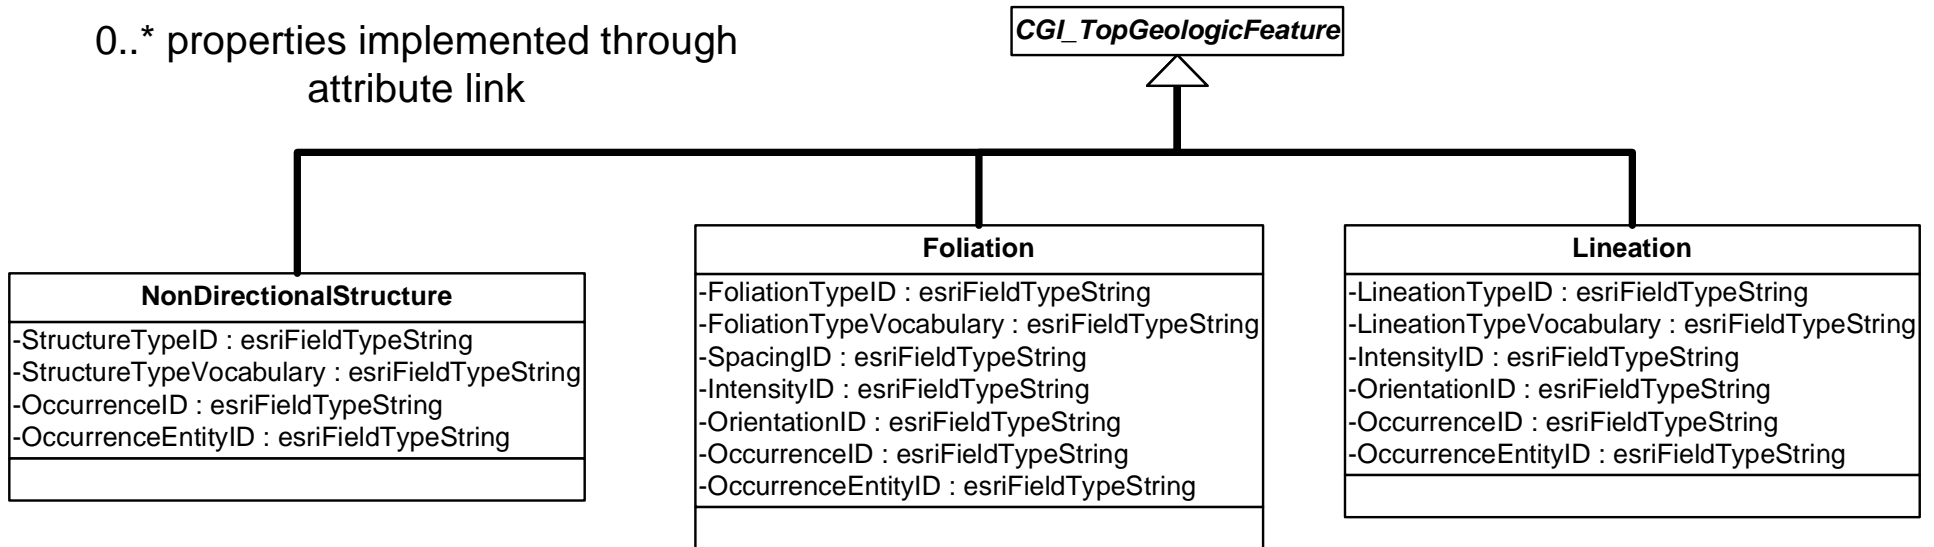 0..* properties implemented through
attribute link
CGI_TopGeologicFeature
NonDirectionalStructure
-StructureTypeID : esriFieldTypeString
-StructureTypeVocabulary : esriFieldTypeString
-OccurrenceID : esriFieldTypeString
-OccurrenceEntityID : esriFieldTypeString
Foliation
-FoliationTypeID : esriFieldTypeString
-FoliationTypeVocabulary : esriFieldTypeString
-SpacingID : esriFieldTypeString
-IntensityID : esriFieldTypeString
-OrientationID : esriFieldTypeString
-OccurrenceID : esriFieldTypeString
-OccurrenceEntityID : esriFieldTypeString
Lineation
-LineationTypeID : esriFieldTypeString
-LineationTypeVocabulary : esriFieldTypeString
-IntensityID : esriFieldTypeString
-OrientationID : esriFieldTypeString
-OccurrenceID : esriFieldTypeString
-OccurrenceEntityID : esriFieldTypeString